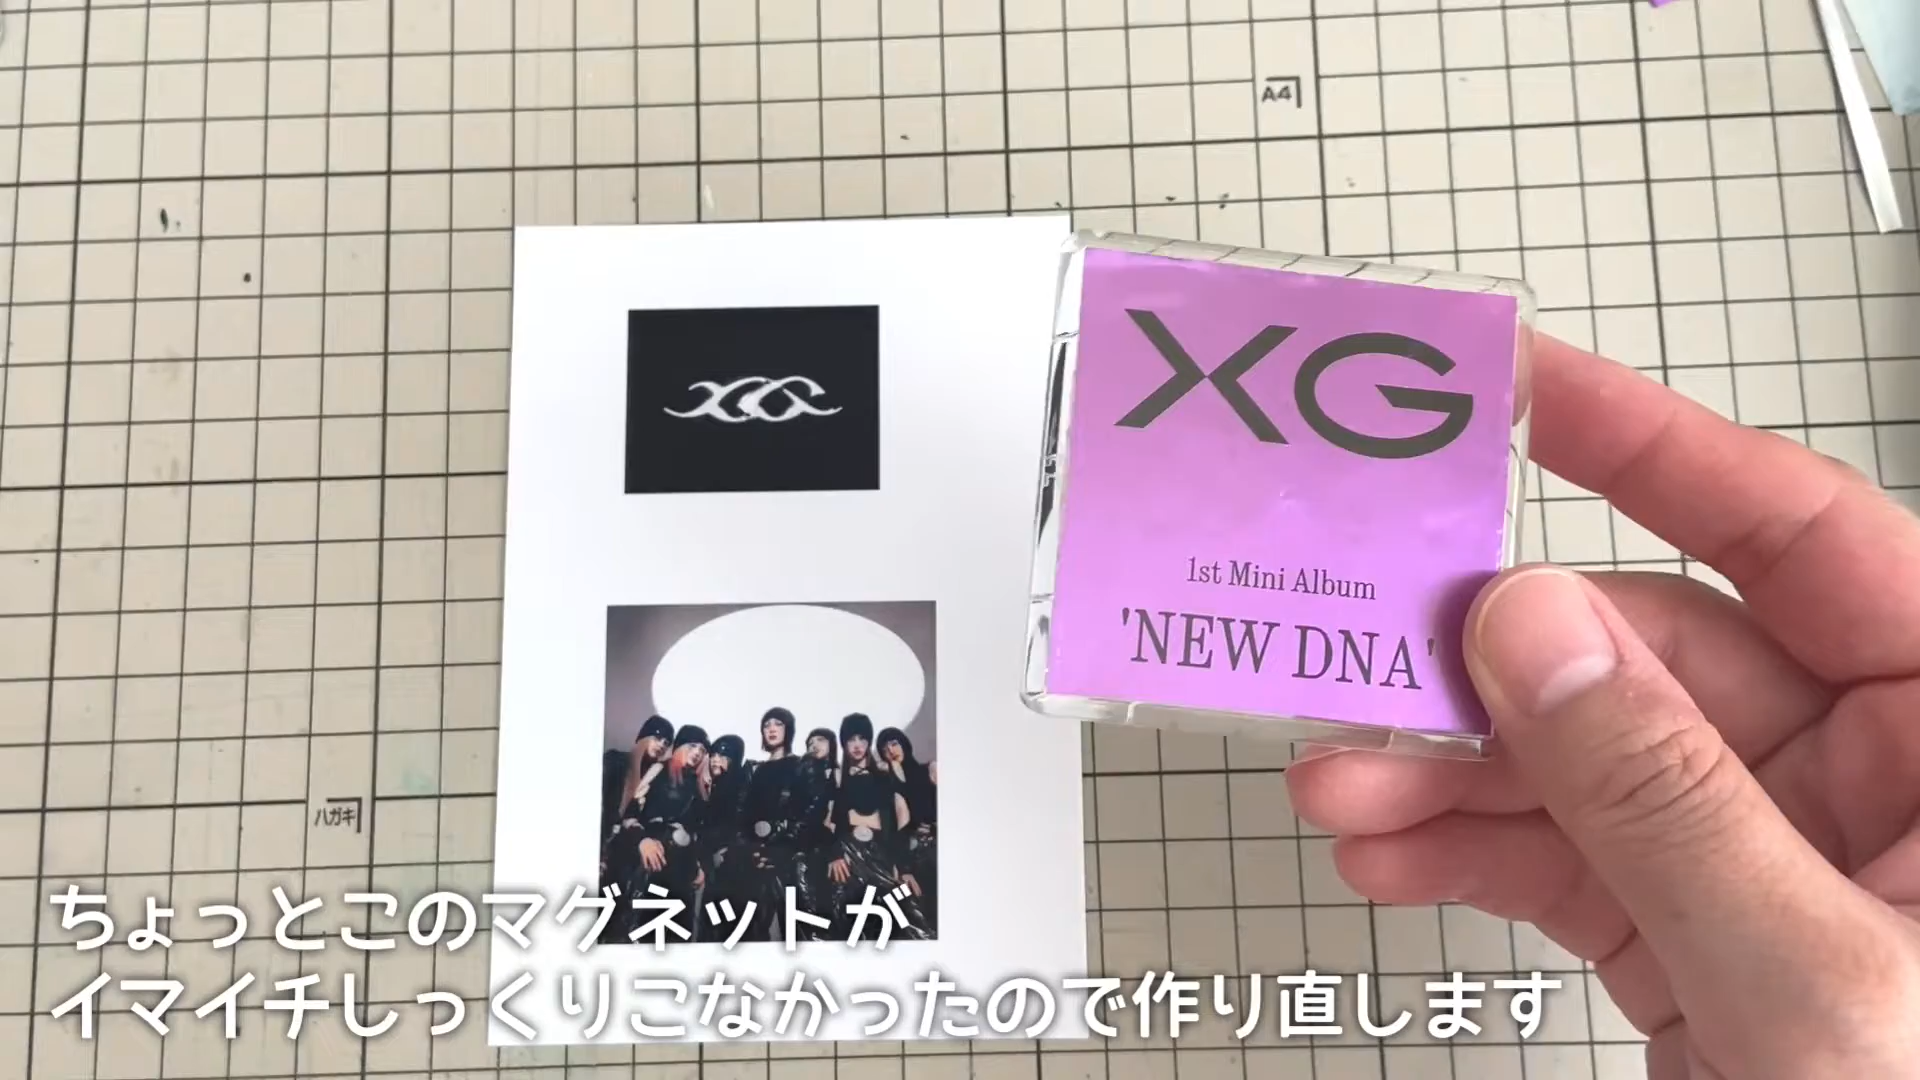 A4
XG
XG
1st Mini Album
'NEW DNA'
ハガキ
ちょっとこのマグネットが
イマイチしっくりこなかったので作り直します